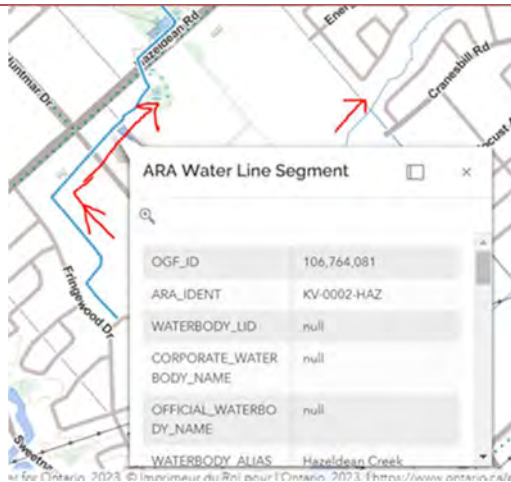 Hazeldean Rd
Huntmar Dr
Cranesbill Rd
ARA Water Line Segment
OGF_ID 106,764,081
ARA_IDENT KV-0002-HAZ
WATERBODY_LID null
CORPORATE_WATER
BODY_NAME null
OFFICIAL_WATERBO
DY_NAME null
WATERBODY_ALIAS Hazeldean Creek
Fringewood Dr
for Ontario, 2023. © Imprimeur du Roi pour l'Ontario, 2023. (https://www.ontario.ca/